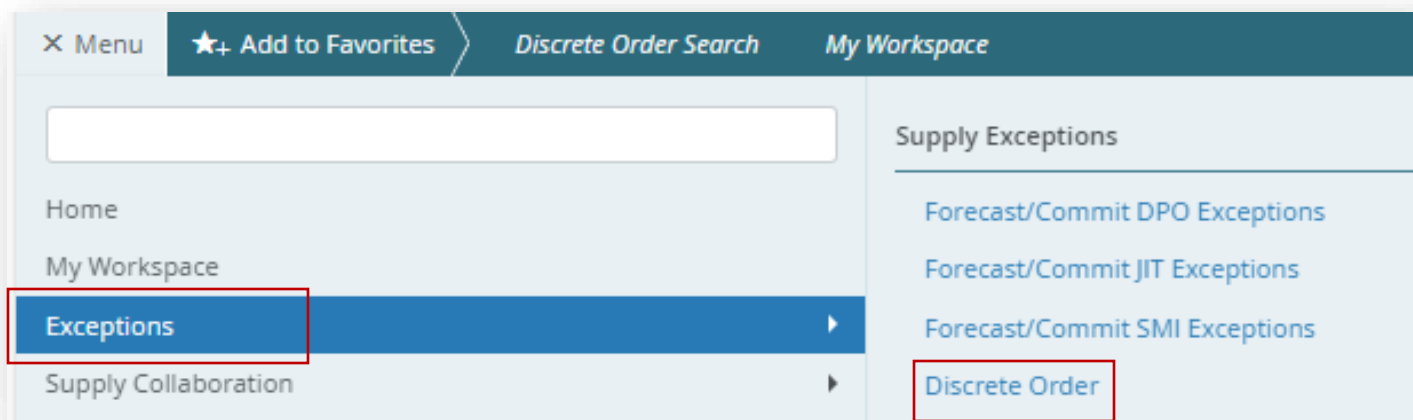 × Menu ★+ Add to Favorites Discrete Order Search My Workspace
Home
My Workspace
Exceptions
Supply Collaboration
Supply Exceptions
Forecast/Commit DPO Exceptions
Forecast/Commit JIT Exceptions
Forecast/Commit SMI Exceptions
Discrete Order